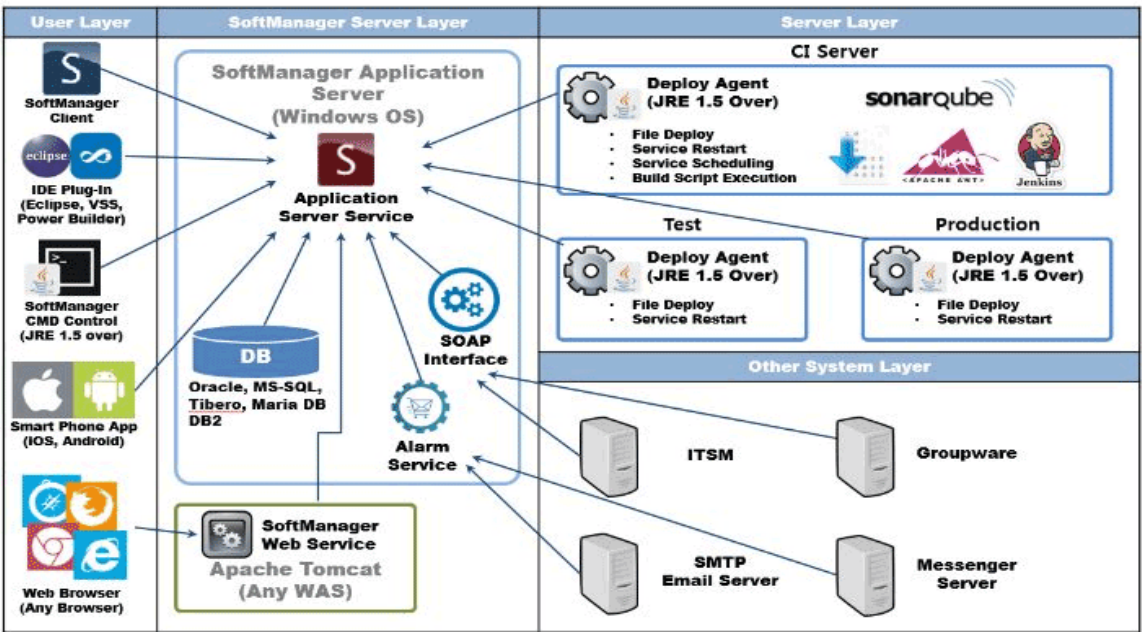 User Layer
SoftManager Server Layer
Server Layer
SoftManager
Client
eclipse
IDE Plug-In
(Eclipse, VSS,
Power Builder)
SoftManager
CMD Control
(JRE 1.5 over)
Smart Phone App
(iOS, Android)
Web Browser
(Any Browser)
SoftManager Application
Server
(Windows OS)
S
S
Application
Server Service
DB
Oracle, MS-SQL,
Tibero, Maria DB
DB2
SOAP
Interface
Alarm
Service
SoftManager
Web Service
Apache Tomcat
(Any WAS)
CI Server
Deploy Agent
(JRE 1.5 Over)
· File Deploy
· Service Restart
· Service Scheduling
· Build Script Execution
sonarqube
<APACHE ANT>
Jenkins
Test
Deploy Agent
(JRE 1.5 Over)
· File Deploy
· Service Restart
Production
Deploy Agent
(JRE 1.5 Over)
· File Deploy
· Service Restart
Other System Layer
ITSM
Groupware
SMTP
Email Server
Messenger
Server